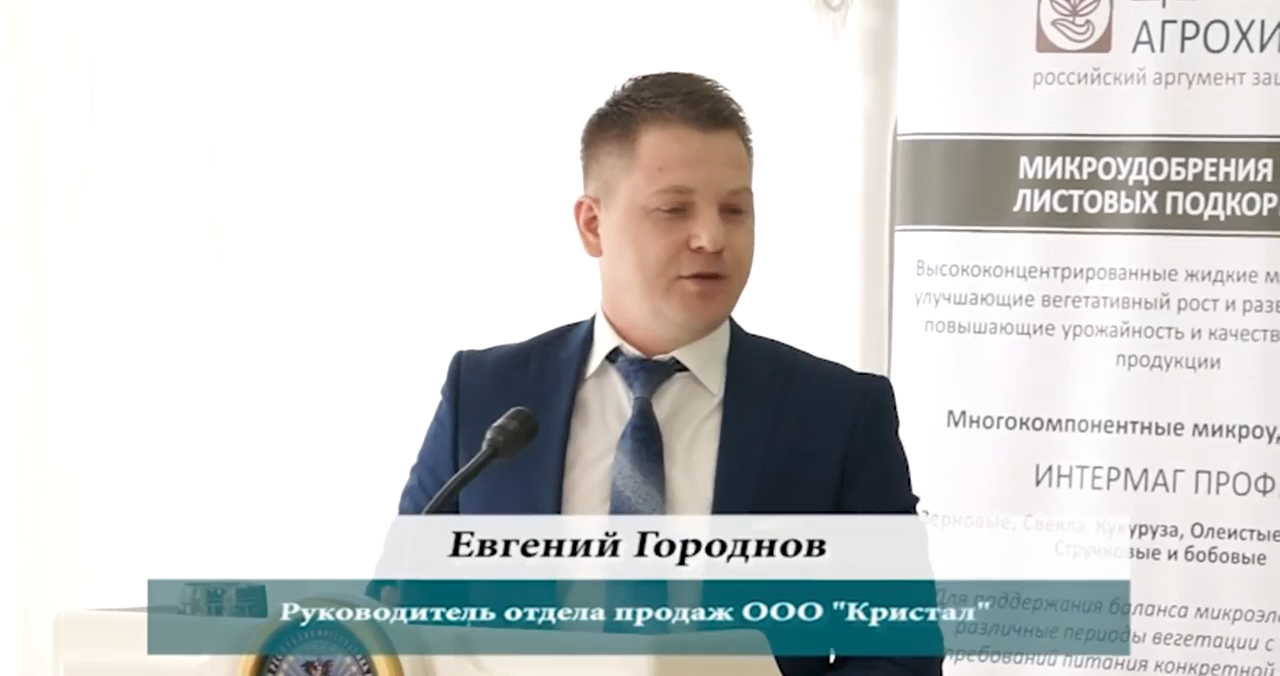 АГРОХИ
российский аргумент за
МИКРОУДОБРЕНИЯ
ЛИСТОВЫХ ПОДКОР
Высококонцентрированные жидкие м
улучшающие вегетативный рост и разв
повышающие урожайность и качеств
продукции
Многокомпонентные микроуд
ИНТЕРМАГ ПРОФ
Зерновые, Свекла, Кукуруза, Олеистые
Стручковые и бобовые
Для поддержания баланса микроэл
различные периоды вегетации с
требований питания конкретной
Евгений Городнов
Руководитель отдела продаж ООО "Кристал"